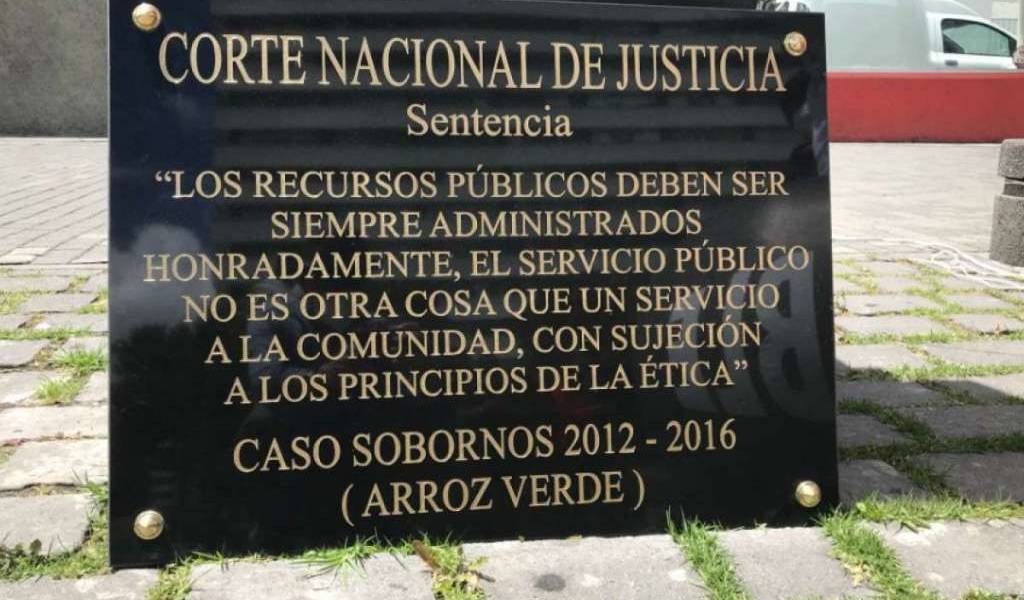 CORTE NACIONAL DE JUSTICIA
Sentencia
“LOS RECURSOS PÚBLICOS DEBEN SER
SIEMPRE ADMINISTRADOS
HONRADAMENTE, EL SERVICIO PÚBLICO
NO ES OTRA COSA QUE UN SERVICIO
A LA COMUNIDAD, CON SUJECIÓN
A LOS PRINCIPIOS DE LA ÉTICA”
CASO SOBORNOS 2012 - 2016
( ARROZ VERDE )